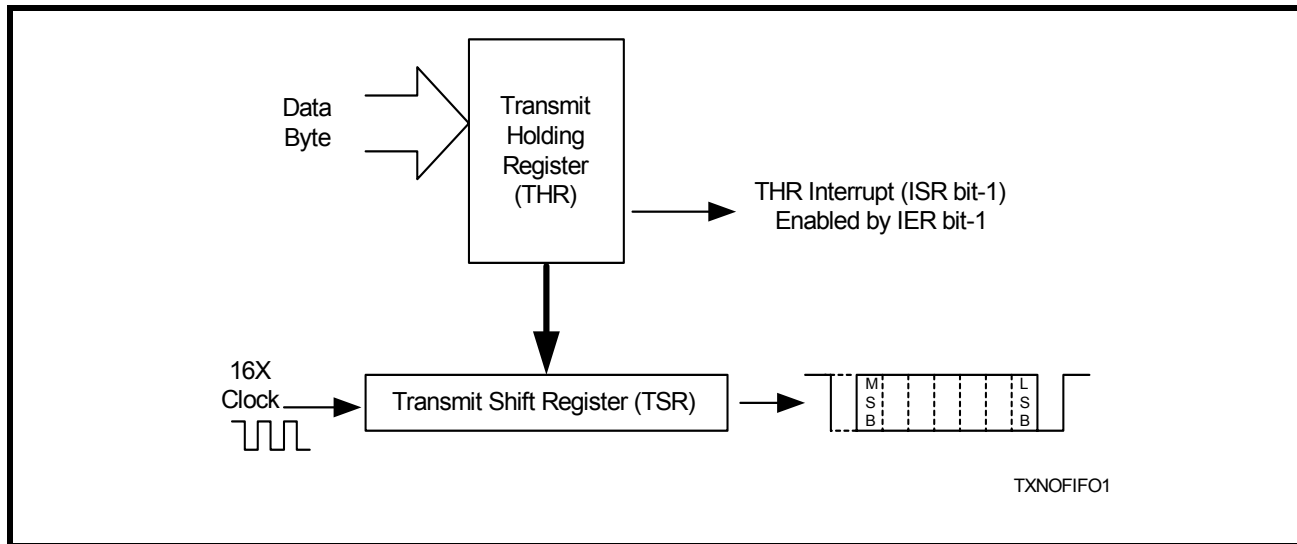 Data
Byte
Transmit
Holding
Register
(THR)
THR Interrupt (ISR bit-1)
Enabled by IER bit-1
16X
Clock
Transmit Shift Register (TSR)
M
S
B
L
S
B
TXNOFIFO1